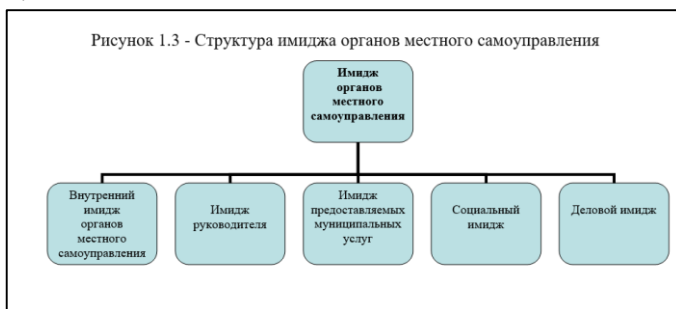 Рисунок 1.3 - Структура имиджа органов местного самоуправления
Имидж
органов
местного
самоуправления
Внутренний
имидж
органов
местного
самоуправления
Имидж
руководителя
Имидж
предоставляемых
муниципальных
услуг
Социальный
имидж
Деловой имидж